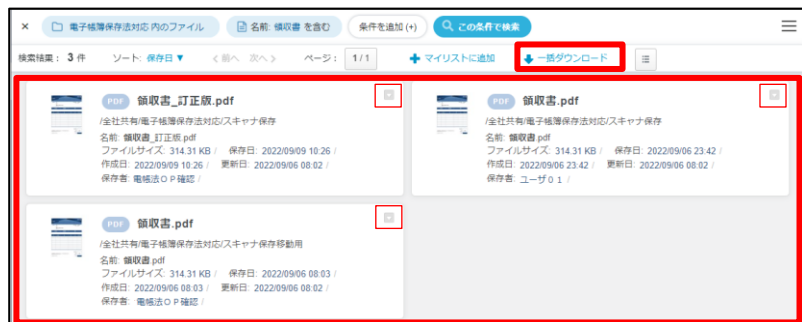 × 電子帳簿保存法対応 内のファイル 名前: 領収書 を含む 条件を追加 (+) この条件で検索
検索結果： 3 件 ソート: 保存日▼ < 前へ 次へ > ページ： 1 / 1 マイリストに追加 一括ダウンロード
PDF 領収書_訂正版.pdf
/全社共有/電子帳簿保存法対応/スキャナ保存
名前: 領収書_訂正版.pdf
ファイルサイズ: 314.31 KB / 保存日: 2022/09/09 10:26 /
作成日: 2022/09/09 10:26 / 更新日: 2022/09/06 08:02 /
保存者: 電帳法ＯＰ確認 /
PDF 領収書.pdf
/全社共有/電子帳簿保存法対応/スキャナ保存
名前: 領収書.pdf
ファイルサイズ: 314.31 KB / 保存日: 2022/09/06 23:42 /
作成日: 2022/09/06 23:42 / 更新日: 2022/09/06 08:02 /
保存者: ユーザ０１ /
PDF 領収書.pdf
/全社共有/電子帳簿保存法対応/スキャナ保存移動用
名前: 領収書.pdf
ファイルサイズ: 314.31 KB / 保存日: 2022/09/06 08:03 /
作成日: 2022/09/06 08:03 / 更新日: 2022/09/06 08:02 /
保存者: 電帳法ＯＰ確認 /